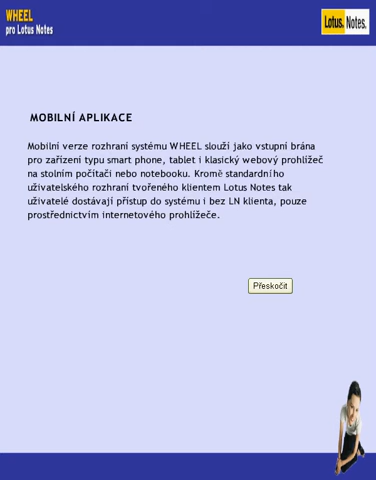 WHEEL
pro Lotus Notes
Lotus. Notes.
MOBILNÍ APLIKACE
Mobilní verze rozhraní systému WHEEL slouží jako vstupní brána
pro zařízení typu smart phone, tablet i klasický webový prohlížeč
na stolním počítači nebo notebooku. Kromě standardního
uživatelského rozhraní tvořeného klientem Lotus Notes tak
uživatelé dostávají přístup do systému i bez LN klienta, pouze
prostřednictvím internetového prohlížeče.
Přeskočit